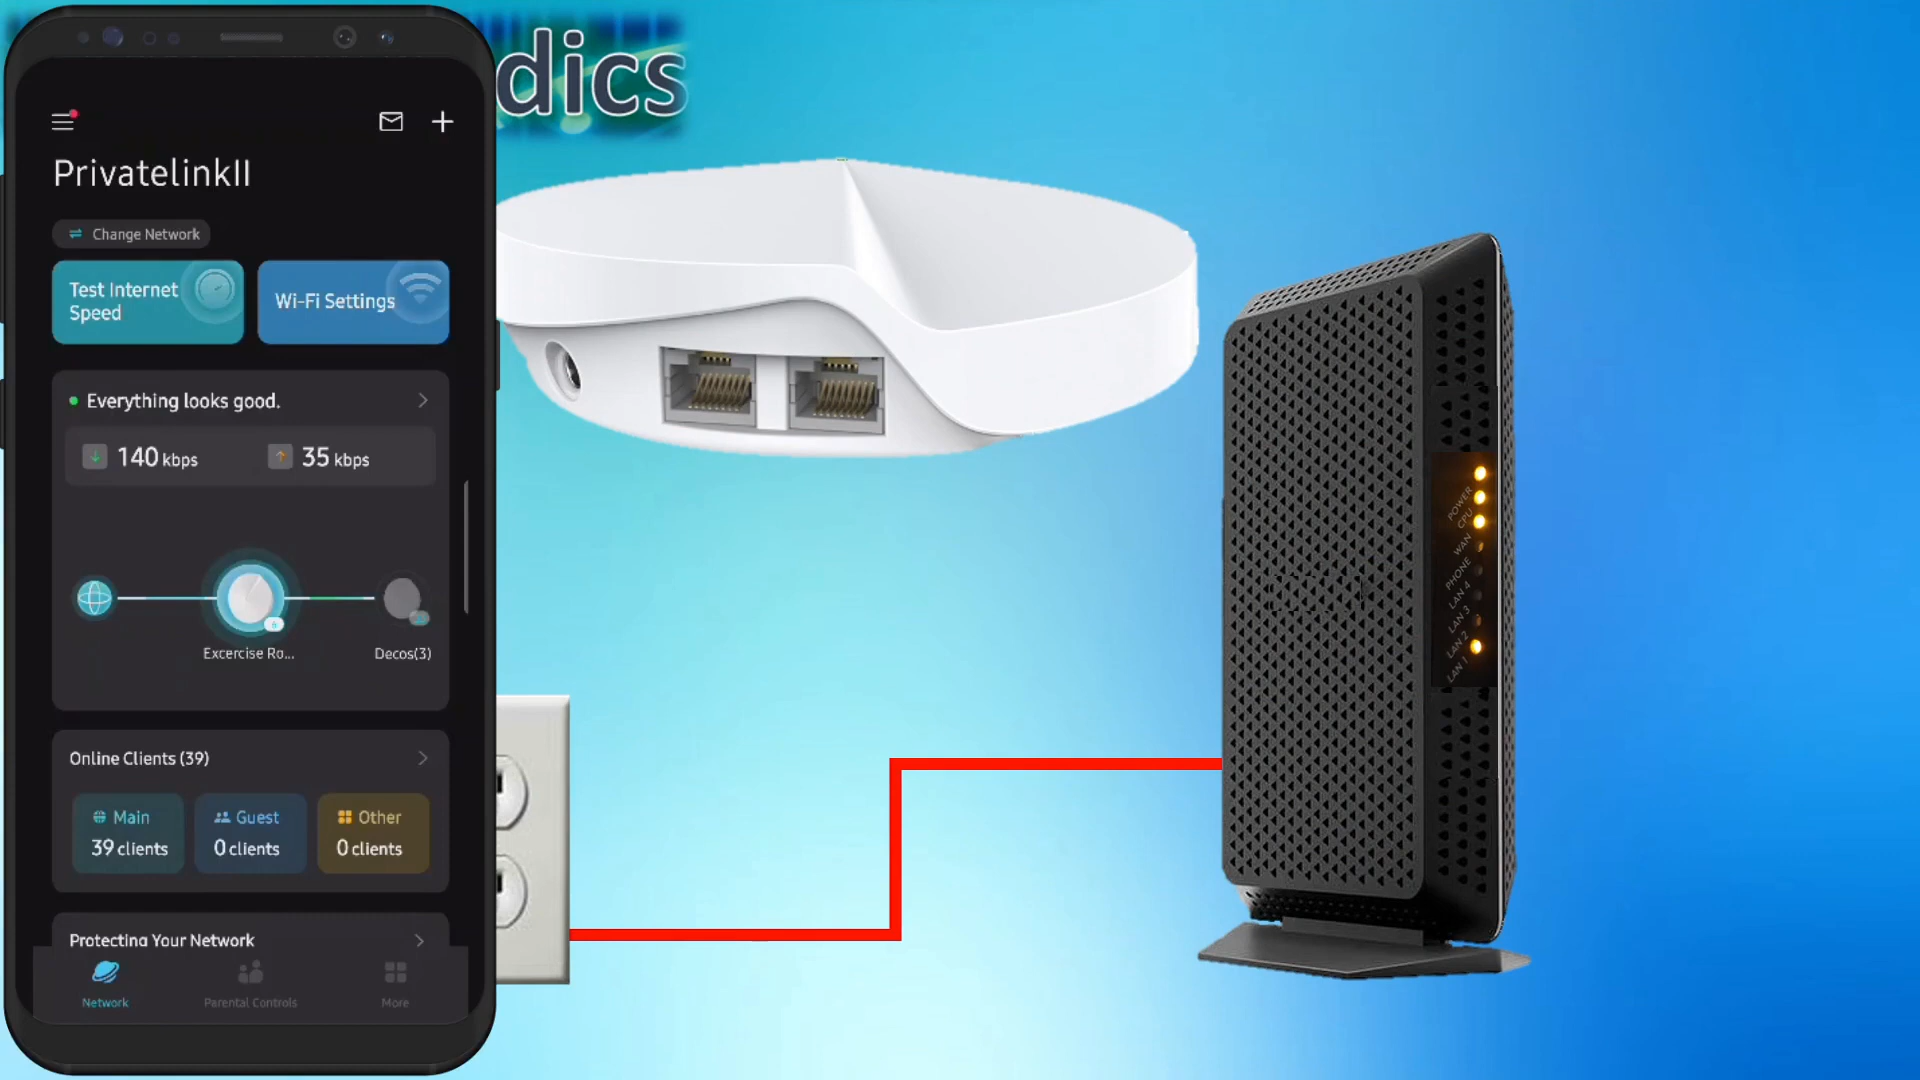 dics
PrivatelinkII
Change Network
Test Internet
Speed
Wi-Fi Settings
Everything looks good.
140 kbps
35 kbps
Excercise Ro...
Decos(3)
Online Clients (39)
Main
39 clients
Guest
0 clients
Other
0 clients
Protecting Your Network
Network
Parental Controls
More
POWER
CPU
WAN
PHONE
LAN 4
LAN 3
LAN 2
LAN 1